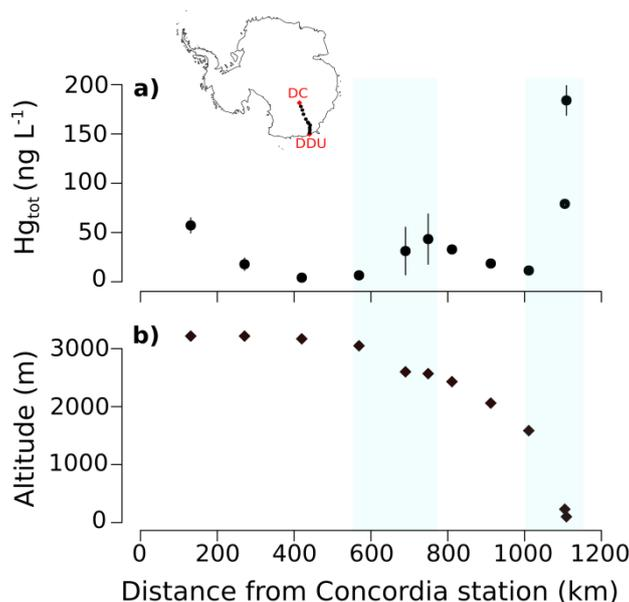 a)
DC
DDU
Hg_tot (ng L⁻¹)
200
150
100
50
0
b)
Altitude (m)
3000
2000
1000
0
0 200 400 600 800 1000 1200
Distance from Concordia station (km)